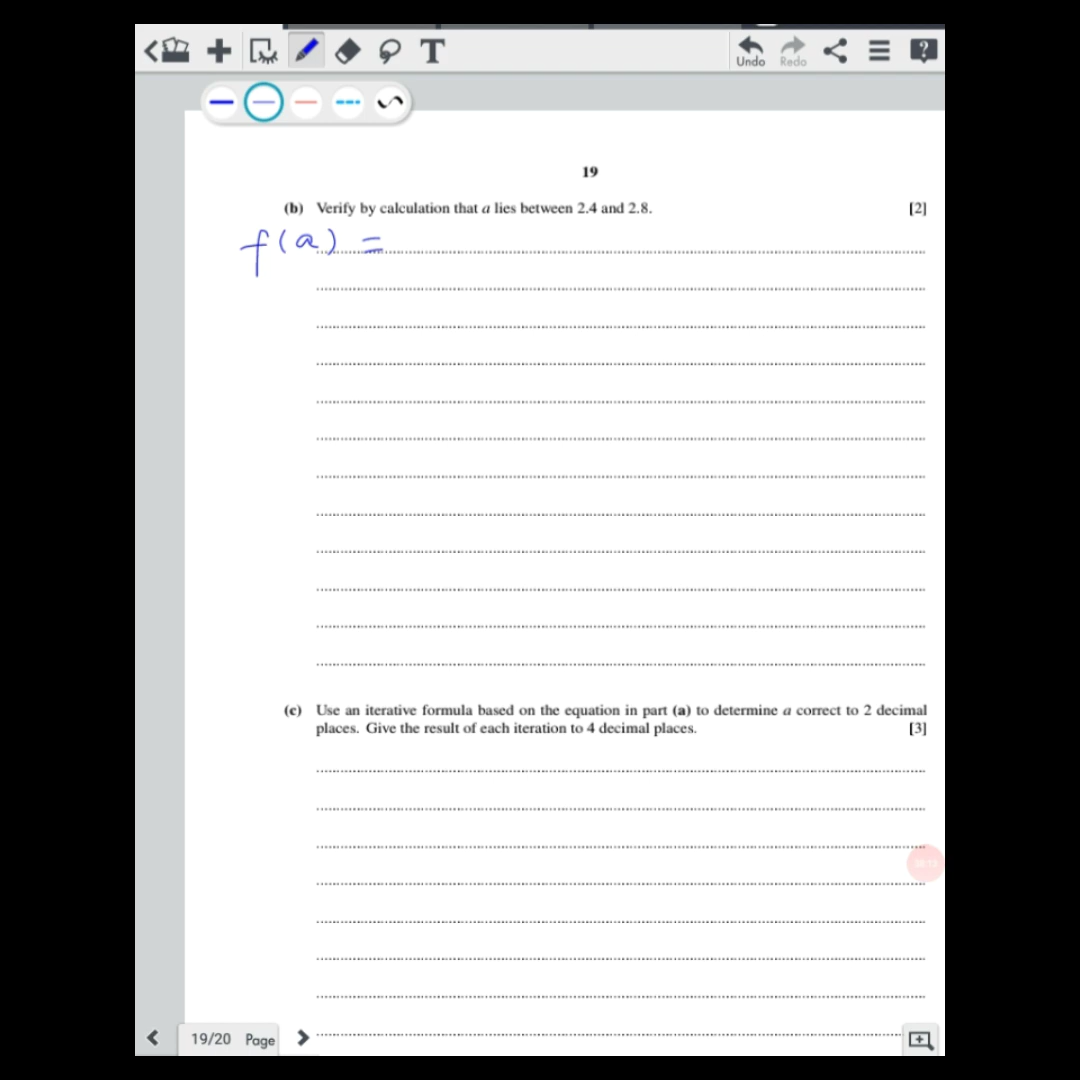 Undo Redo
T
?
19
(b) Verify by calculation that a lies between 2.4 and 2.8. [2]
f(a) =
(c) Use an iterative formula based on the equation in part (a) to determine a correct to 2 decimal
places. Give the result of each iteration to 4 decimal places. [3]
19/20 Page